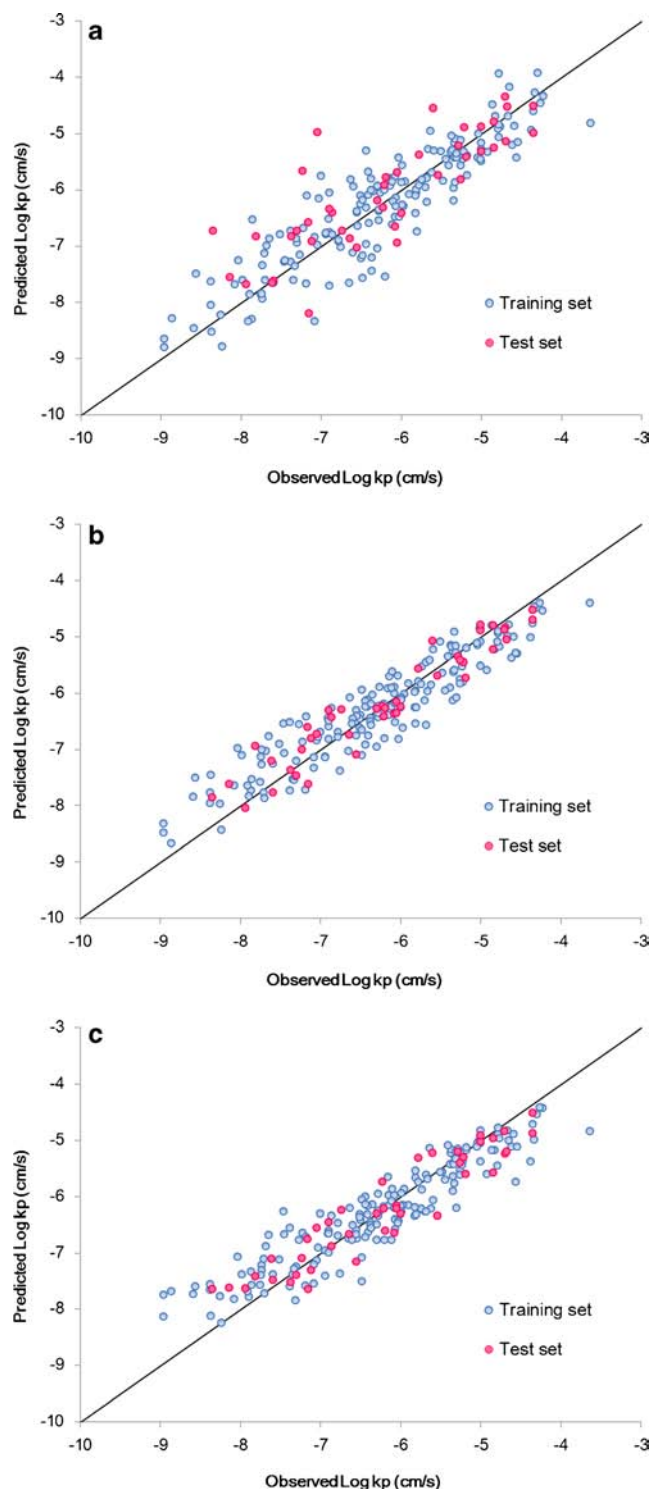 a
-3
-4
-5
-6
-7
-8
-9
-10
Predicted Log kp (cm/s)
Training set
Test set
-10 -9 -8 -7 -6 -5 -4 -3
Observed Log kp (cm/s)
b
-3
-4
-5
-6
-7
-8
-9
-10
Predicted Log kp (cm/s)
Training set
Test set
-10 -9 -8 -7 -6 -5 -4 -3
Observed Log kp (cm/s)
c
-3
-4
-5
-6
-7
-8
-9
-10
Predicted Log kp (cm/s)
Training set
Test set
-10 -9 -8 -7 -6 -5 -4 -3
Observed Log kp (cm/s)